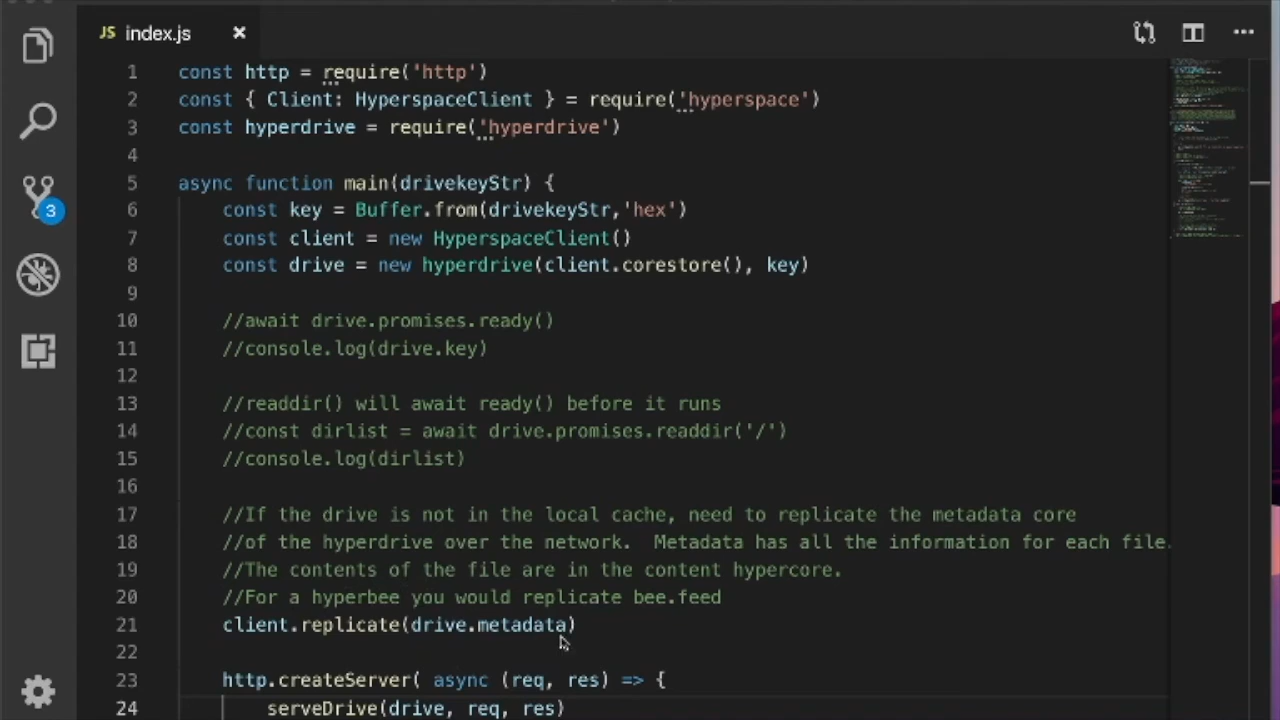 JS index.js ×
1 const http = require('http')
2 const { Client: HyperspaceClient } = require('hyperspace')
3 const hyperdrive = require('hyperdrive')
4
5 async function main(drivekeyStr) {
6 const key = Buffer.from(drivekeyStr,'hex')
7 const client = new HyperspaceClient()
8 const drive = new hyperdrive(client.corestore(), key)
9
10 //await drive.promises.ready()
11 //console.log(drive.key)
12
13 //readdir() will await ready() before it runs
14 //const dirlist = await drive.promises.readdir('/')
15 //console.log(dirlist)
16
17 //If the drive is not in the local cache, need to replicate the metadata core
18 //of the hyperdrive over the network.  Metadata has all the information for each file.
19 //The contents of the file are in the content hypercore.
20 //For a hyperbee you would replicate bee.feed
21 client.replicate(drive.metadata)
22
23 http.createServer( async (req, res) => {
24 serveDrive(drive, req, res)
3